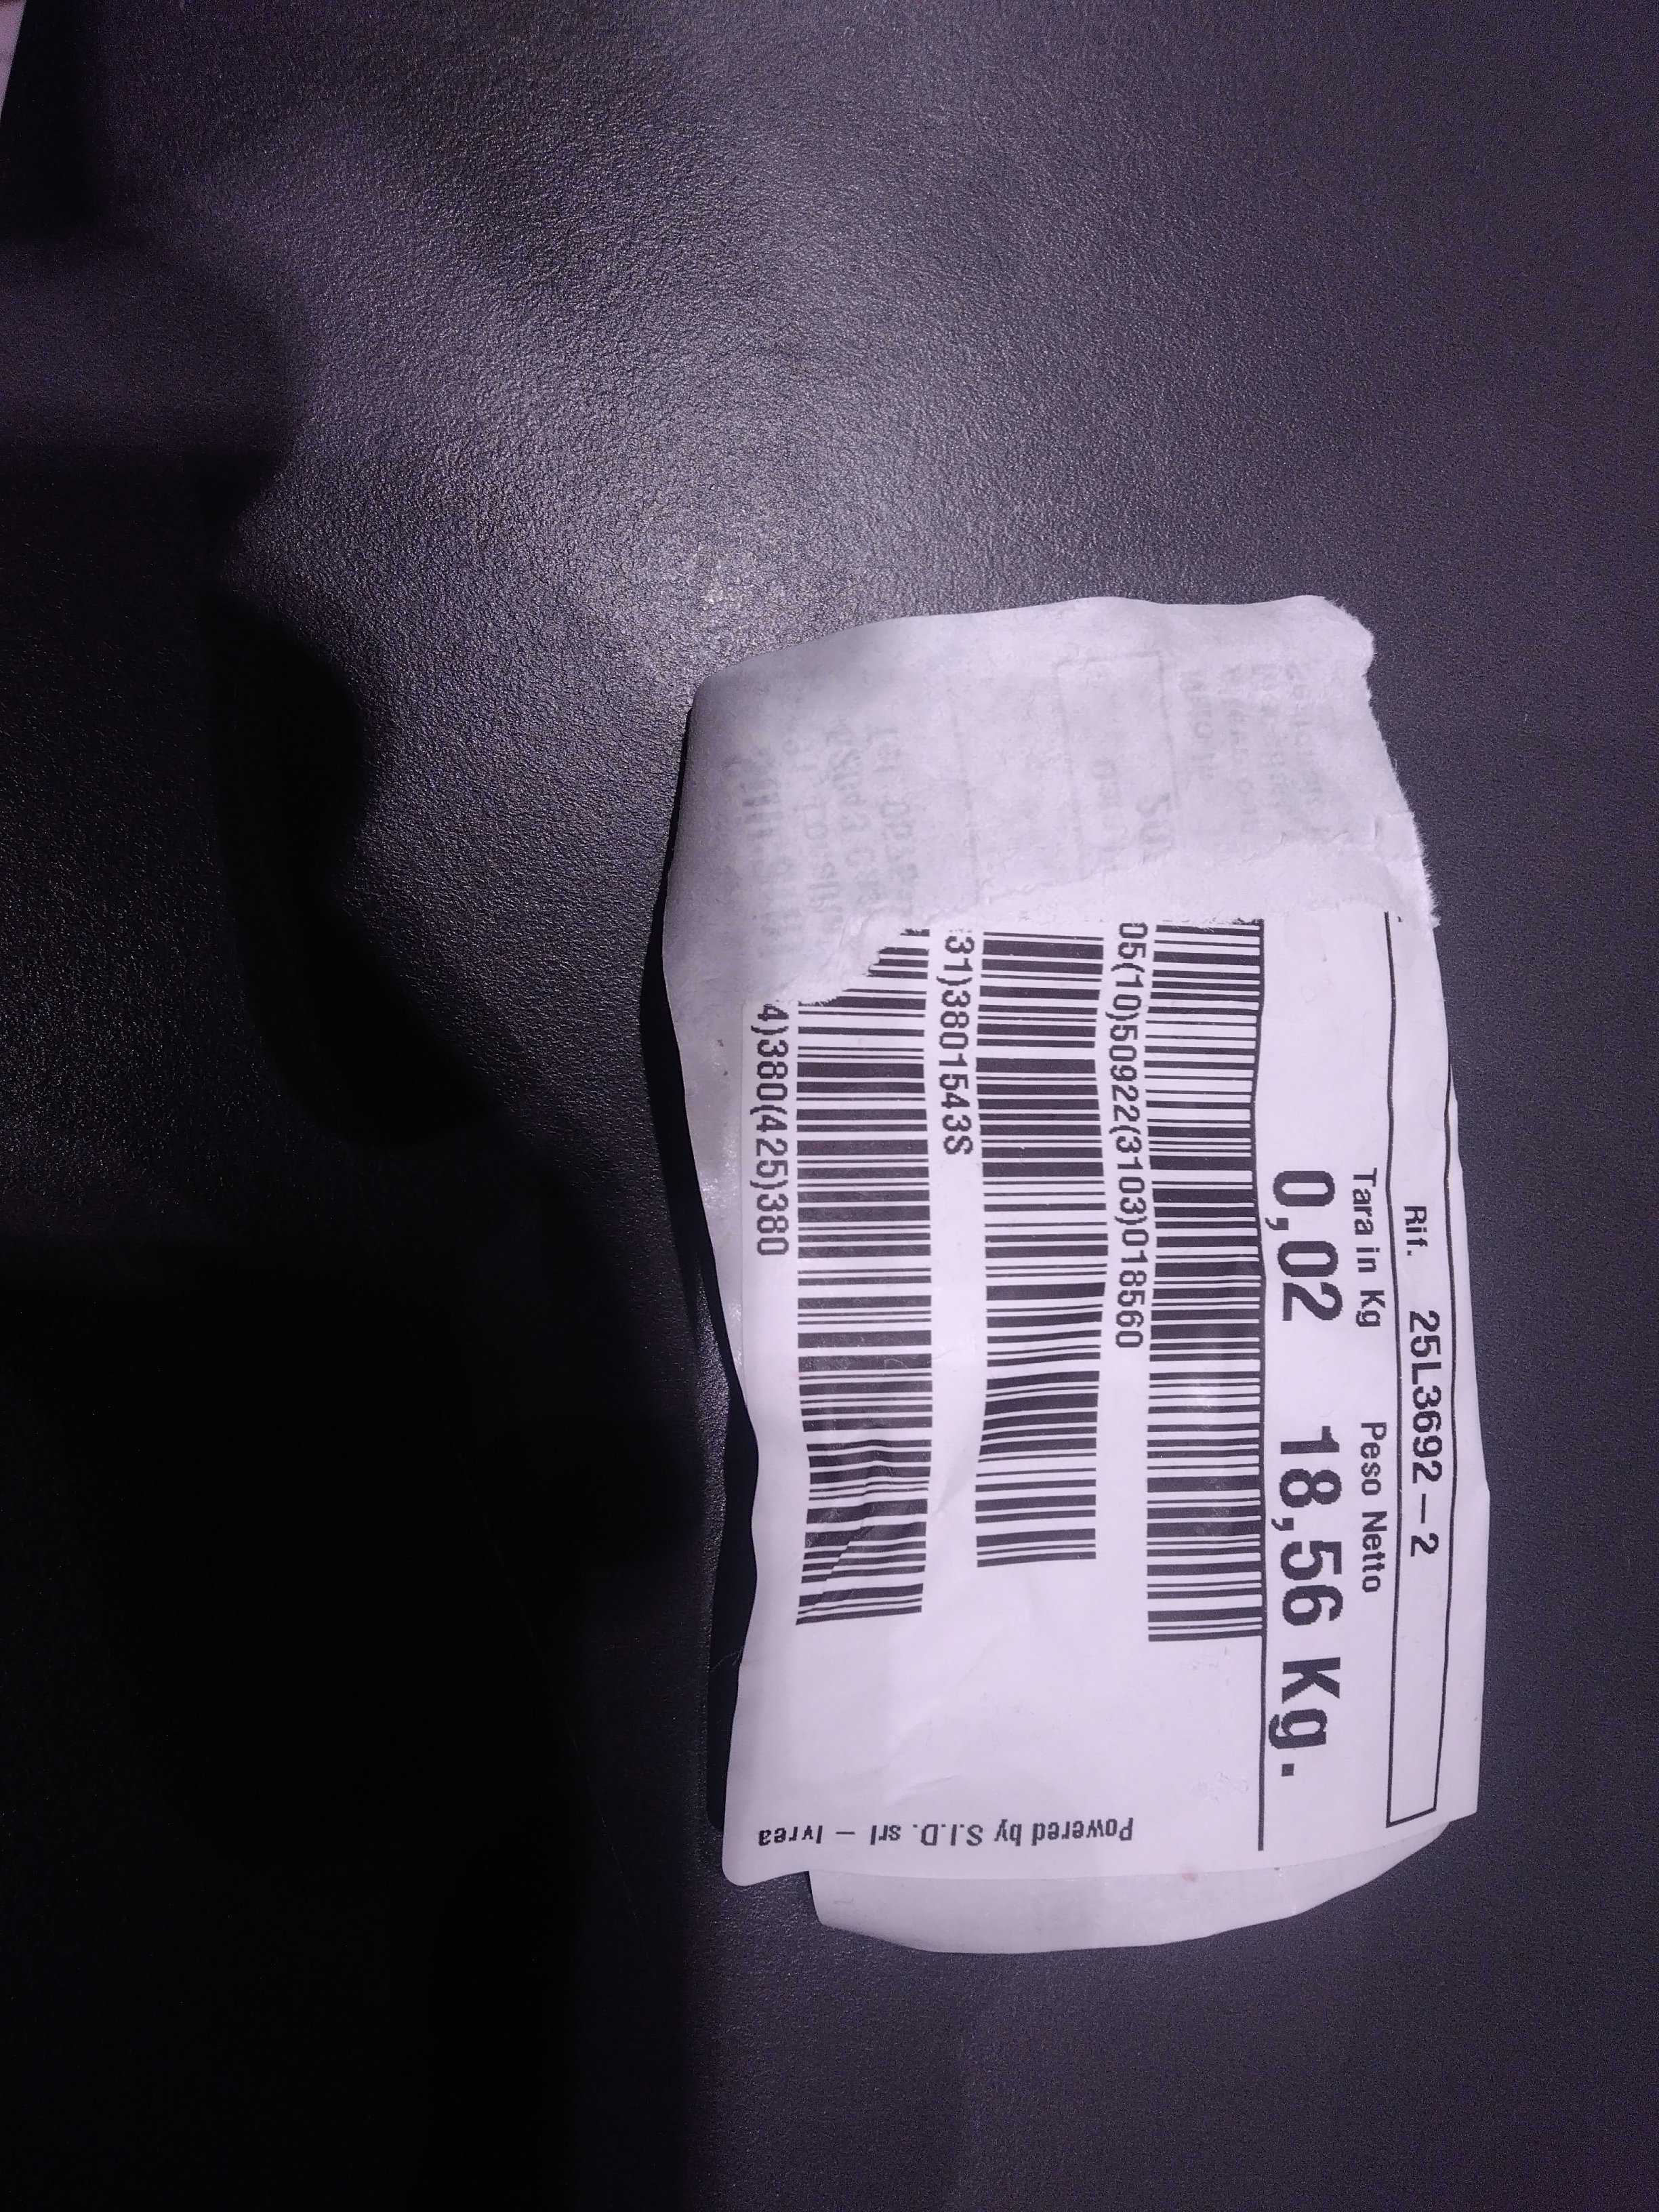 Rif. 25L3692-2
Tara in Kg Peso Netto
0,02 18,56 Kg.
05(10)50922(3103)018560
31)3801543S
4)380(425)380
Powered by S.I.D. srl - Ivrea